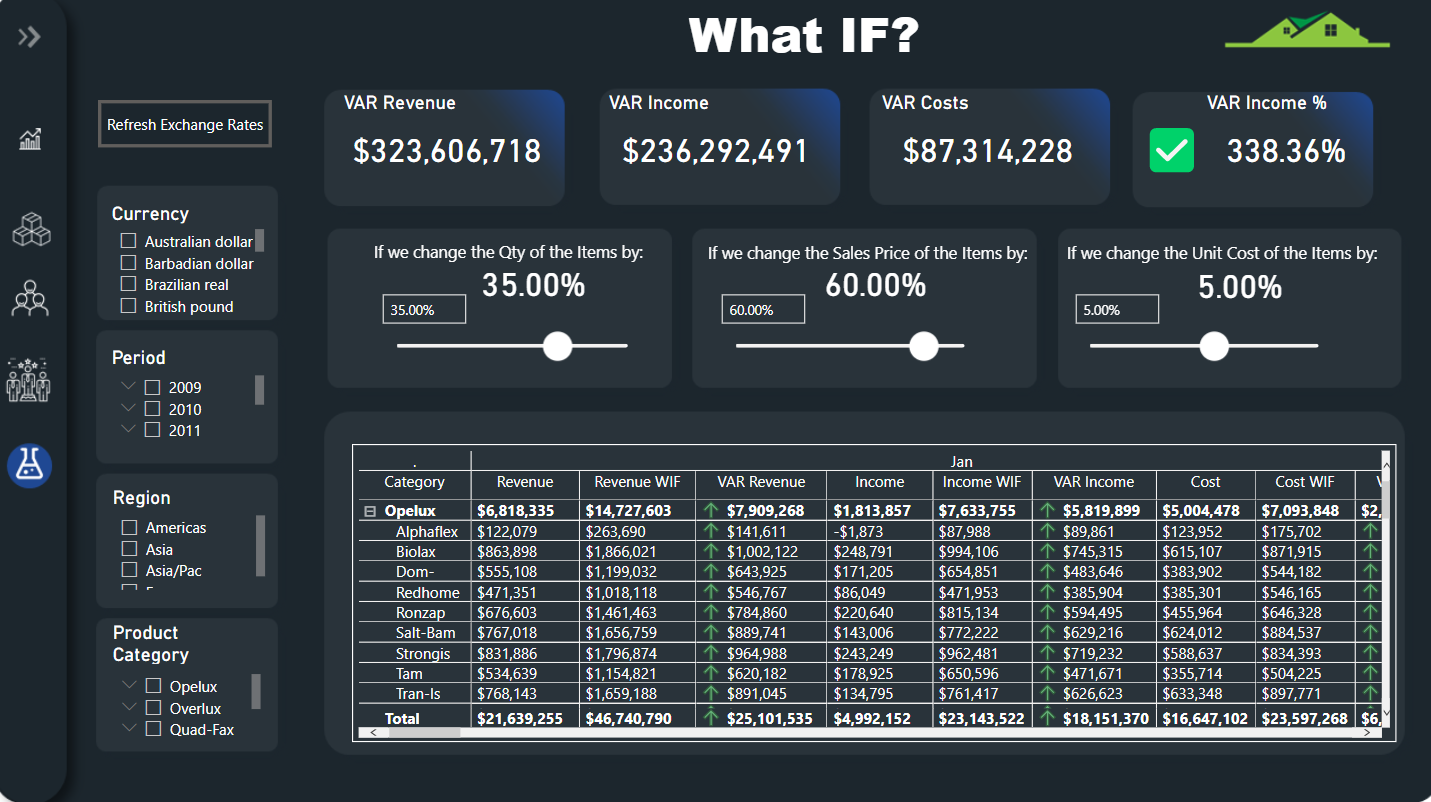 What IF?
Refresh Exchange Rates
VAR Revenue
$323,606,718
VAR Income
$236,292,491
VAR Costs
$87,314,228
VAR Income %
338.36%
Currency
Australian dollar
Barbadian dollar
Brazilian real
British pound
Period
2009
2010
2011
Region
Americas
Asia
Asia/Pac
Product
Category
Opelux
Overlux
Quad-Fax
If we change the Qty of the Items by:
35.00%
35.00%
If we change the Sales Price of the Items by:
60.00%
60.00%
If we change the Unit Cost of the Items by:
5.00%
5.00%
. Jan
Category Revenue Revenue WIF VAR Revenue Income Income WIF VAR Income Cost Cost WIF
Opelux $6,818,335 $14,727,603 $7,909,268 $1,813,857 $7,633,755 $5,819,899 $5,004,478 $7,093,848 $2,
Alphaflex $122,079 $263,690 $141,611 -$1,873 $87,988 $89,861 $123,952 $175,702
Biolax $863,898 $1,866,021 $1,002,122 $248,791 $994,106 $745,315 $615,107 $871,915
Dom- $555,108 $1,199,032 $643,925 $171,205 $654,851 $483,646 $383,902 $544,182
Redhome $471,351 $1,018,118 $546,767 $86,049 $471,953 $385,904 $385,301 $546,165
Ronzap $676,603 $1,461,463 $784,860 $220,640 $815,134 $594,495 $455,964 $646,328
Salt-Bam $767,018 $1,656,759 $889,741 $143,006 $772,222 $629,216 $624,012 $884,537
Strongis $831,886 $1,796,874 $964,988 $243,249 $962,481 $719,232 $588,637 $834,393
Tam $534,639 $1,154,821 $620,182 $178,925 $650,596 $471,671 $355,714 $504,225
Tran-Is $768,143 $1,659,188 $891,045 $134,795 $761,417 $626,623 $633,348 $897,771
Total $21,639,255 $46,740,790 $25,101,535 $4,992,152 $23,143,522 $18,151,370 $16,647,102 $23,597,268 $6,